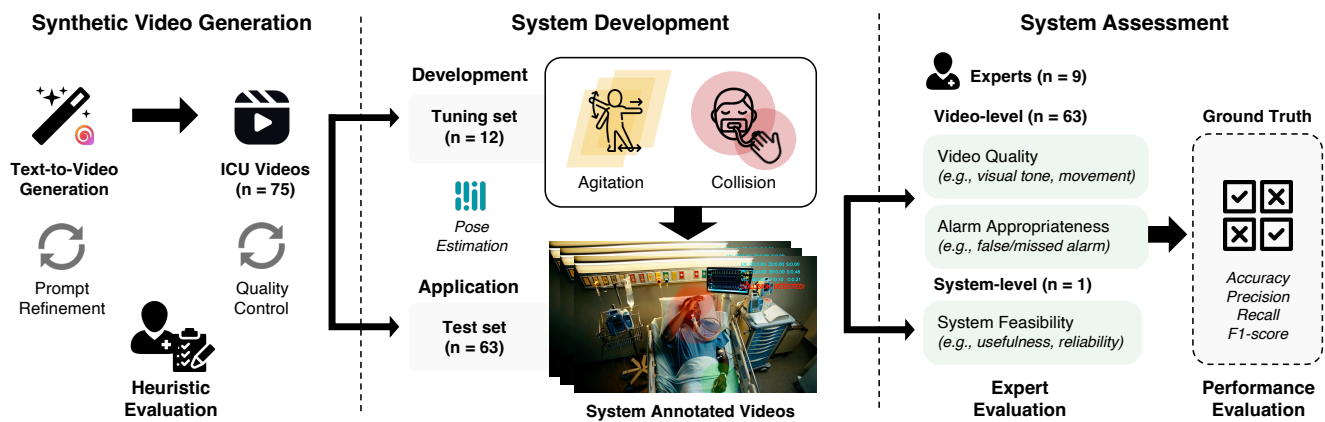 Synthetic Video Generation
Text-to-Video
Generation
ICU Videos
(n = 75)
Prompt
Refinement
Quality
Control
Heuristic
Evaluation
System Development
Development
Tuning set
(n = 12)
Agitation
Collision
Pose
Estimation
Application
Test set
(n = 63)
System Annotated Videos
System Assessment
Experts (n = 9)
Video-level (n = 63)
Video Quality
(e.g., visual tone, movement)
Alarm Appropriateness
(e.g., false/missed alarm)
System-level (n = 1)
System Feasibility
(e.g., usefulness, reliability)
Expert
Evaluation
Ground Truth
Accuracy
Precision
Recall
F1-score
Performance
Evaluation